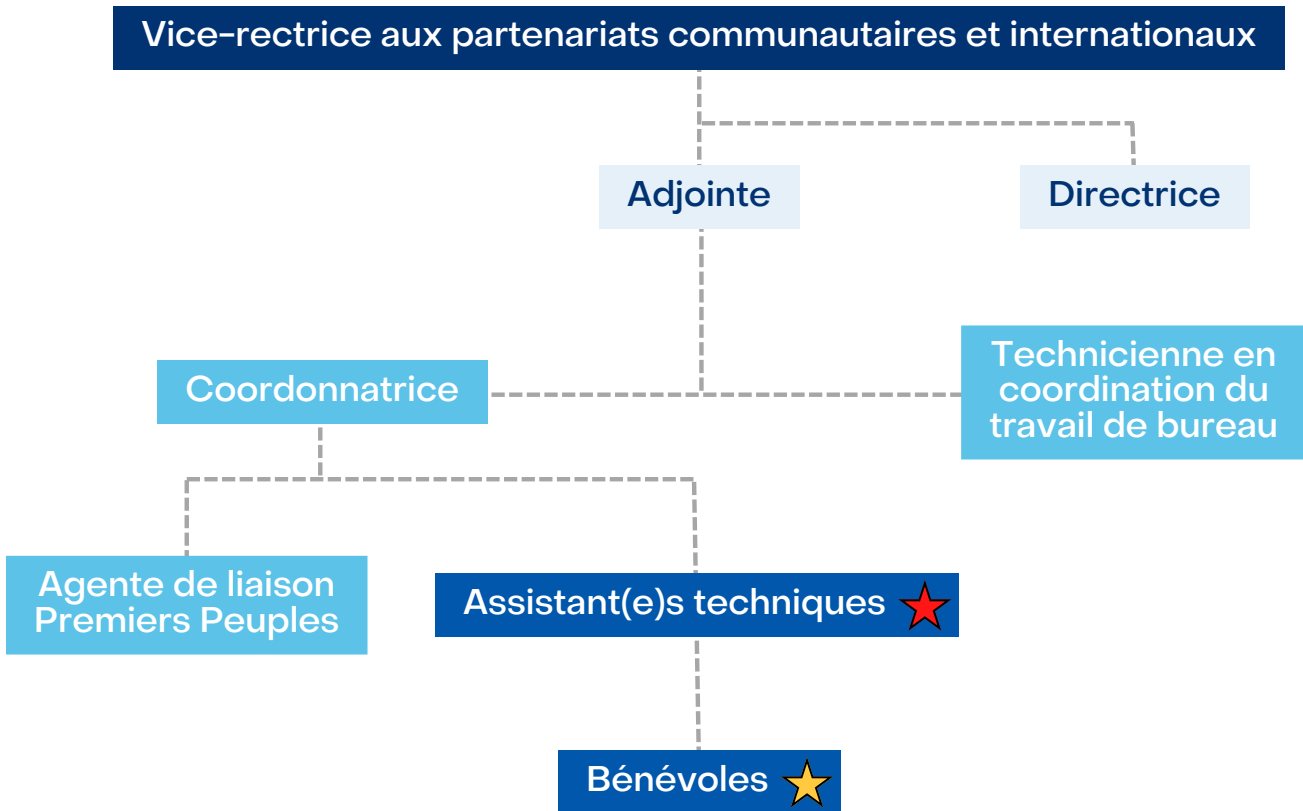 Vice-rectrice aux partenariats communautaires et internationaux
Adjointe
Directrice
Coordonnatrice
Technicienne en
coordination du
travail de bureau
Agente de liaison
Premiers Peuples
Assistant(e)s techniques
Bénévoles